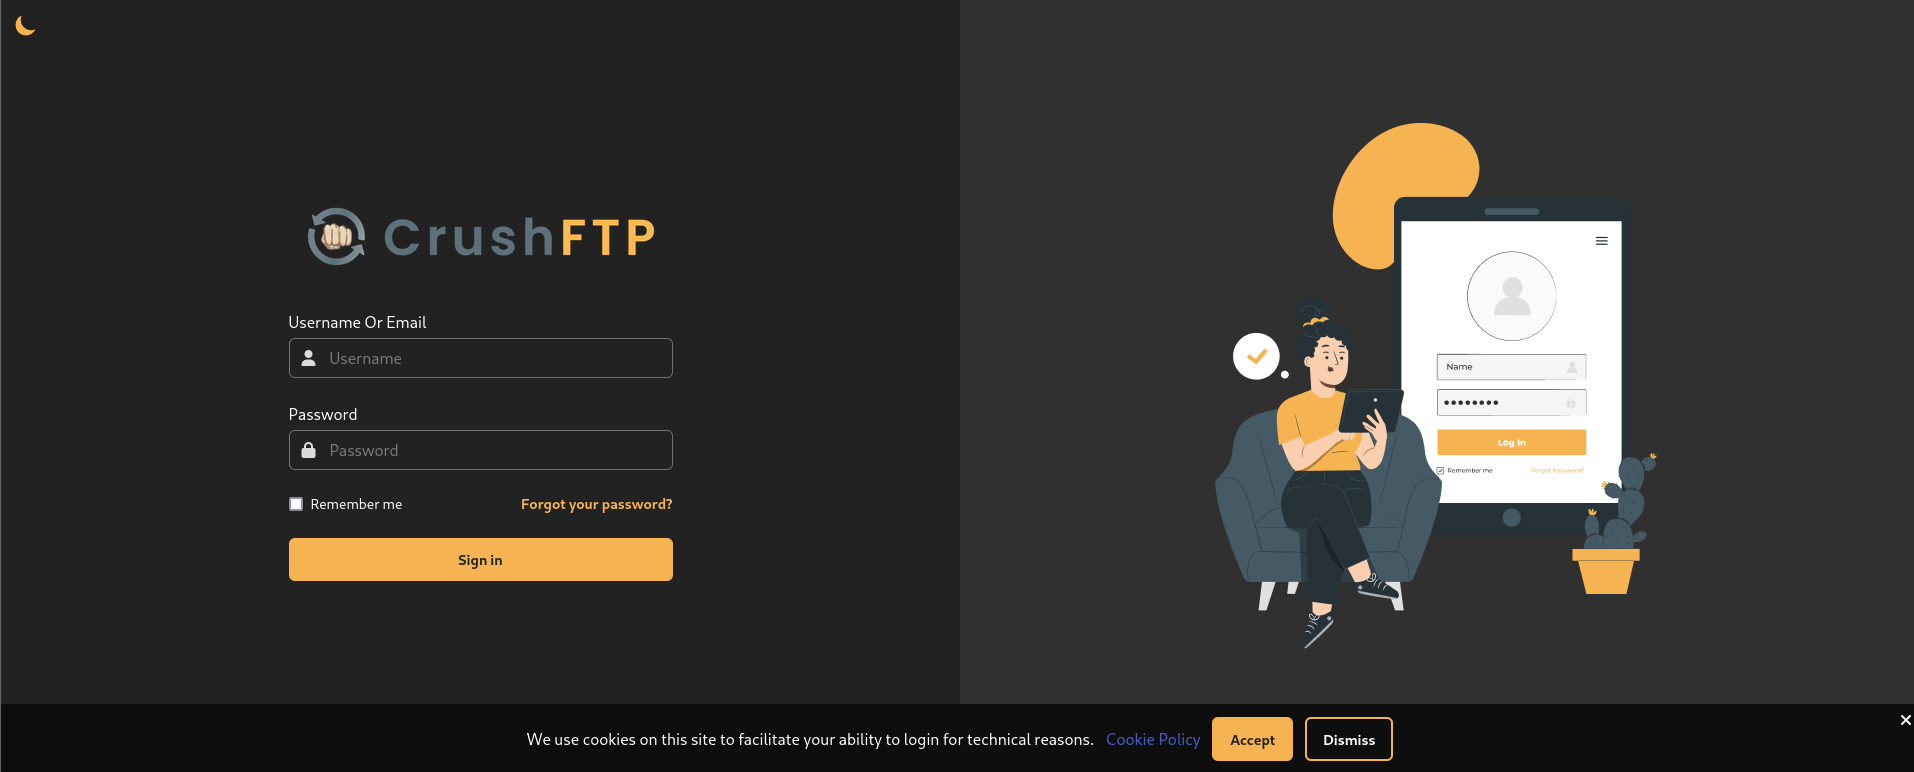 CrushFTP
Username Or Email
Username
Password
Password
Remember me
Forgot your password?
Sign in
Name
Log In
Remember me
Forgot Password?
We use cookies on this site to facilitate your ability to login for technical reasons. Cookie Policy Accept Dismiss